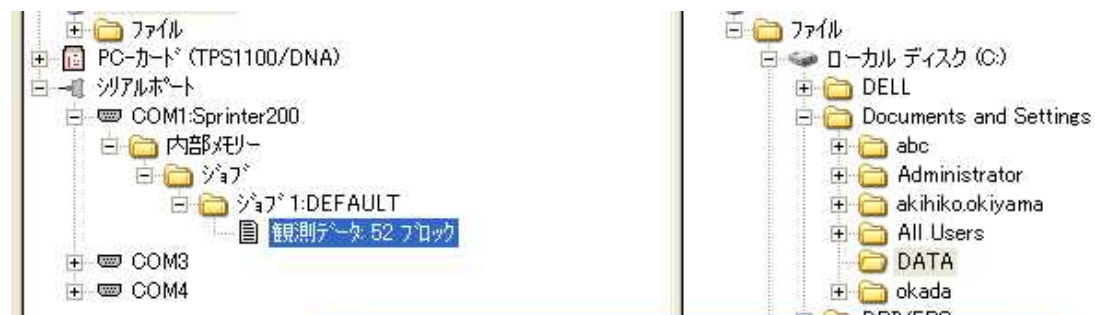 ファイル
PC-カード (TPS1100/DNA)
シリアルポート
COM1:Sprinter200
内部メモリー
ジョブ
ジョブ 1:DEFAULT
観測データ: 52 ブロック
COM3
COM4
ファイル
ローカル ディスク (C:)
DELL
Documents and Settings
abc
Administrator
akihiko.okiyama
All Users
DATA
okada